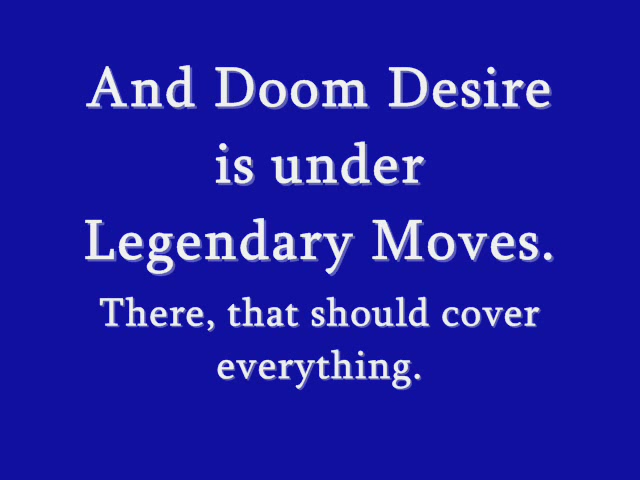 And Doom Desire
is under
Legendary Moves.
There, that should cover
everything.